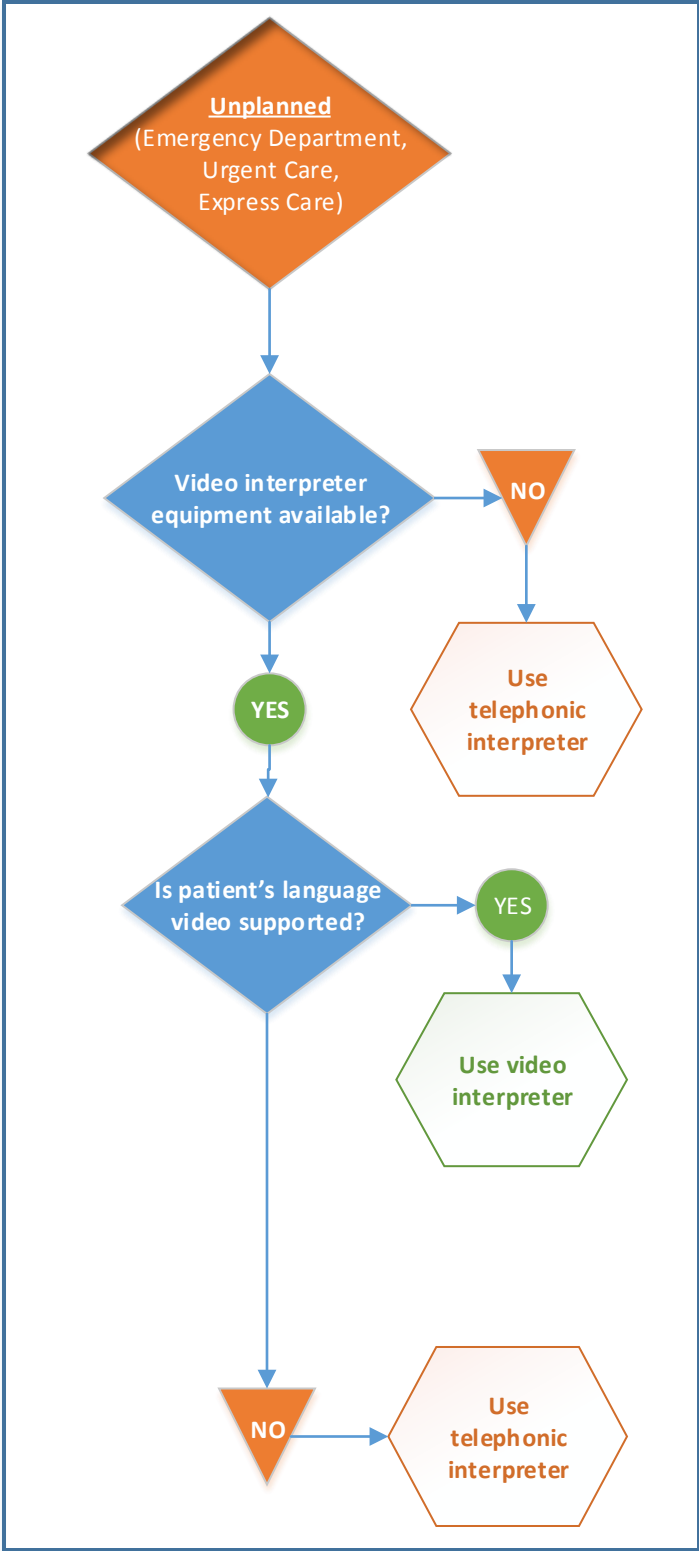 Unplanned
(Emergency Department,
Urgent Care,
Express Care)
Video interpreter
equipment available?
NO
Use
telephonic
interpreter
YES
Is patient's language
video supported?
YES
Use video
interpreter
NO
Use
telephonic
interpreter